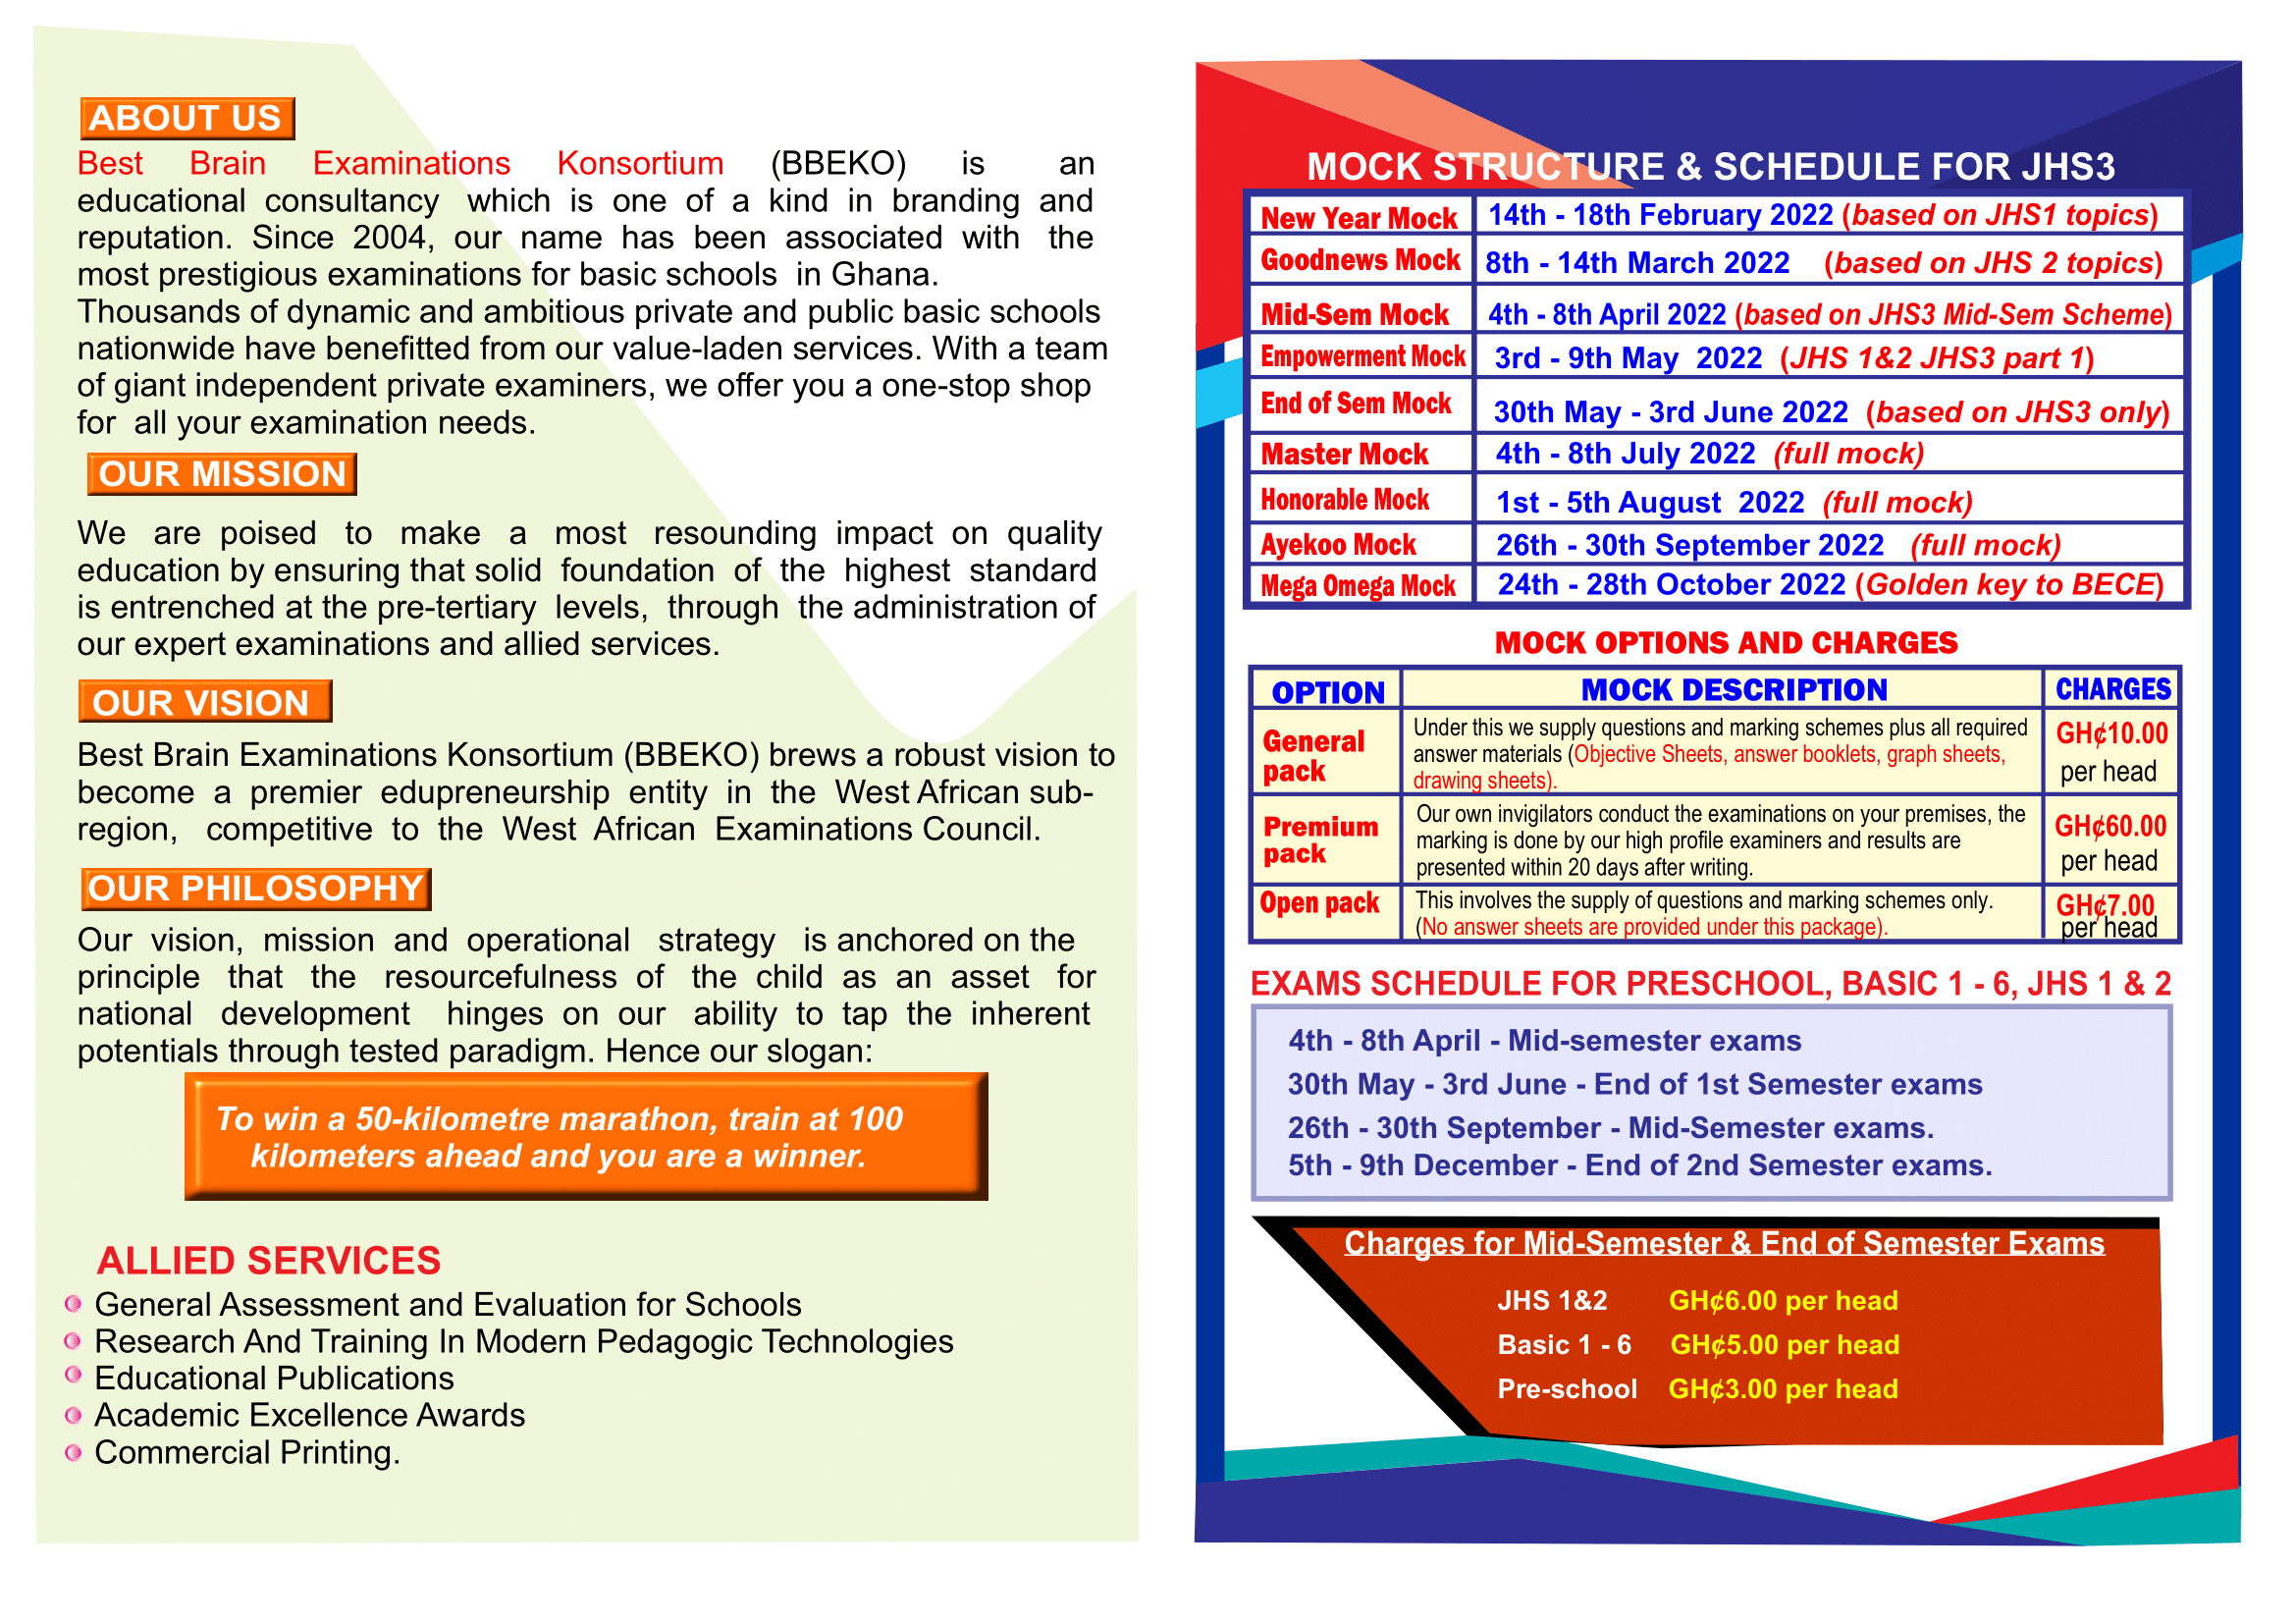 ABOUT US
Best Brain Examinations Konsortium (BBEKO) is an
educational consultancy which is one of a kind in branding and
reputation. Since 2004, our name has been associated with the
most prestigious examinations for basic schools in Ghana.
Thousands of dynamic and ambitious private and public basic schools
nationwide have benefitted from our value-laden services. With a team
of giant independent private examiners, we offer you a one-stop shop
for all your examination needs.
OUR MISSION
We are poised to make a most resounding impact on quality
education by ensuring that solid foundation of the highest standard
is entrenched at the pre-tertiary levels, through the administration of
our expert examinations and allied services.
OUR VISION
Best Brain Examinations Konsortium (BBEKO) brews a robust vision to
become a premier edupreneurship entity in the West African sub-
region, competitive to the West African Examinations Council.
OUR PHILOSOPHY
Our vision, mission and operational strategy is anchored on the
principle that the resourcefulness of the child as an asset for
national development hinges on our ability to tap the inherent
potentials through tested paradigm. Hence our slogan:
To win a 50-kilometre marathon, train at 100
kilometers ahead and you are a winner.
ALLIED SERVICES
General Assessment and Evaluation for Schools
Research And Training In Modern Pedagogic Technologies
Educational Publications
Academic Excellence Awards
Commercial Printing.
MOCK STRUCTURE & SCHEDULE FOR JHS3
New Year Mock 14th - 18th February 2022 (based on JHS1 topics)
Goodnews Mock 8th - 14th March 2022 (based on JHS 2 topics)
Mid-Sem Mock 4th - 8th April 2022 (based on JHS3 Mid-Sem Scheme)
Empowerment Mock 3rd - 9th May 2022 (JHS 1&2 JHS3 part 1)
End of Sem Mock 30th May - 3rd June 2022 (based on JHS3 only)
Master Mock 4th - 8th July 2022 (full mock)
Honorable Mock 1st - 5th August 2022 (full mock)
Ayekoo Mock 26th - 30th September 2022 (full mock)
Mega Omega Mock 24th - 28th October 2022 (Golden key to BECE)
MOCK OPTIONS AND CHARGES
OPTION MOCK DESCRIPTION CHARGES
General pack
Under this we supply questions and marking schemes plus all required
answer materials (Objective Sheets, answer booklets, graph sheets,
drawing sheets).
GH¢10.00
per head
Premium
pack
Our own invigilators conduct the examinations on your premises, the
marking is done by our high profile examiners and results are
presented within 20 days after writing.
GH¢60.00
per head
Open pack
This involves the supply of questions and marking schemes only.
(No answer sheets are provided under this package).
GH¢7.00
per head
EXAMS SCHEDULE FOR PRESCHOOL, BASIC 1 - 6, JHS 1 & 2
4th - 8th April - Mid-semester exams
30th May - 3rd June - End of 1st Semester exams
26th - 30th September - Mid-Semester exams.
5th - 9th December - End of 2nd Semester exams.
Charges for Mid-Semester & End of Semester Exams
JHS 1&2 GH¢6.00 per head
Basic 1 - 6 GH¢5.00 per head
Pre-school GH¢3.00 per head